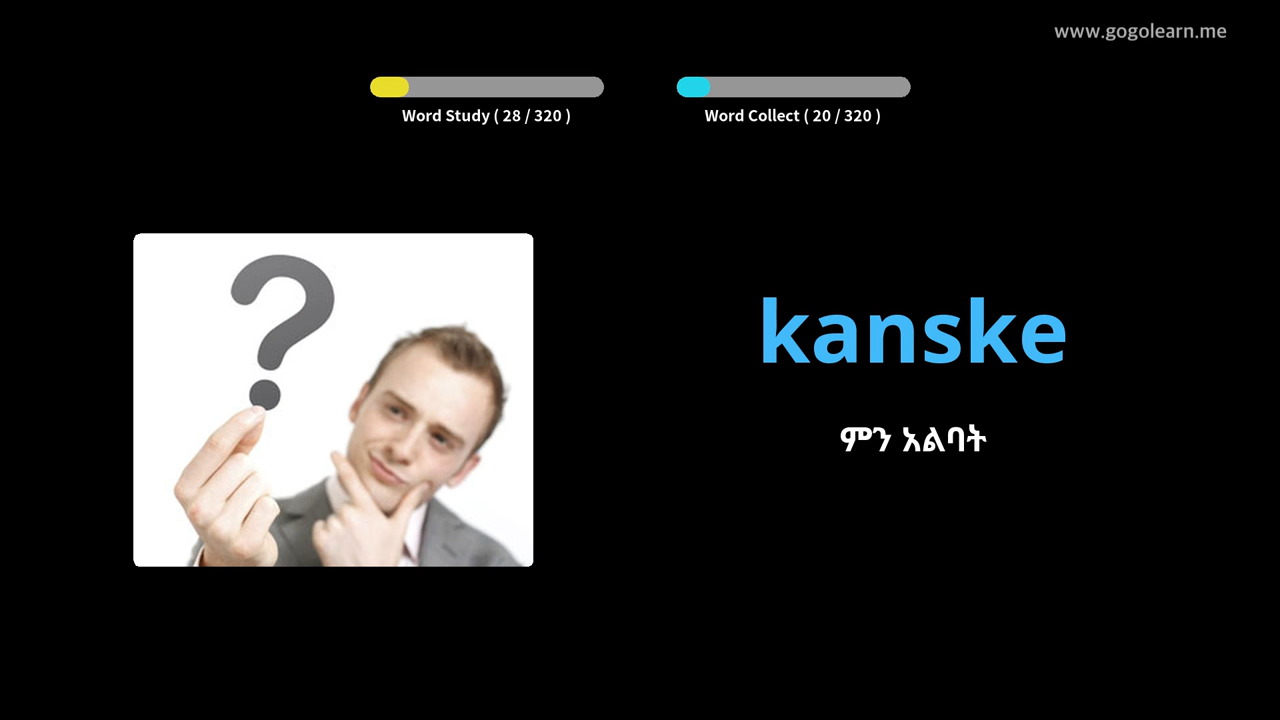 www.gogolearn.me
Word Study ( 28 / 320 )
Word Collect ( 20 / 320 )
?
kanske
ምን አልባት